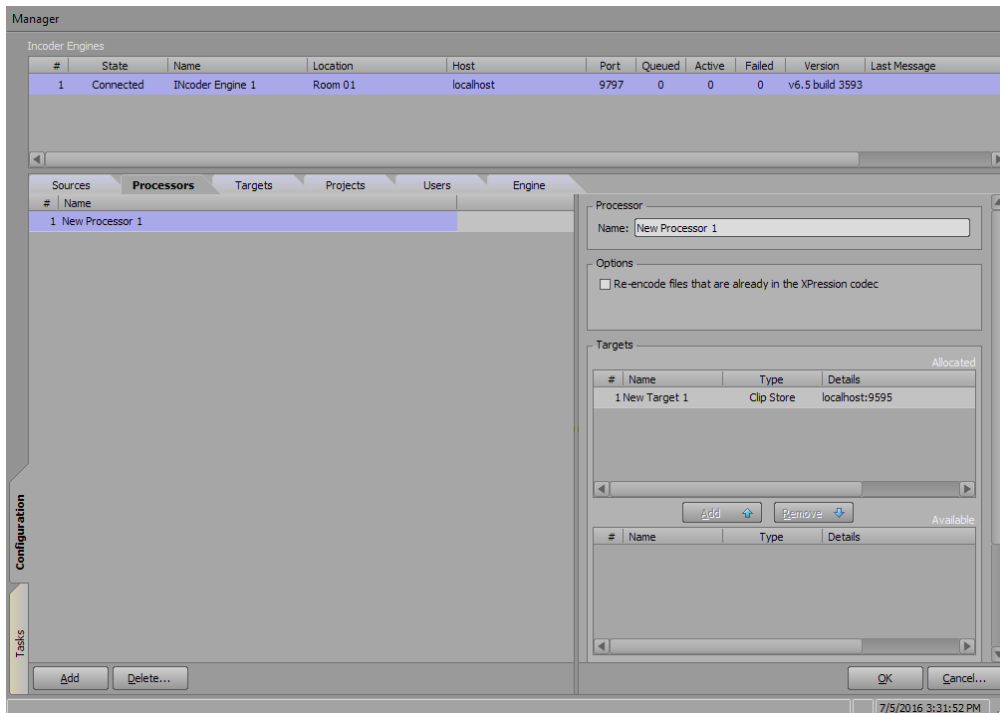 Manager
Incoder Engines
# State Name Location Host Port Queued Active Failed Version Last Message
1 Connected INcoder Engine 1 Room 01 localhost 9797 0 0 0 v6.5 build 3593
Sources Processors Targets Projects Users Engine
# Name
1 New Processor 1
Processor
Name: New Processor 1
Options
Re-encode files that are already in the XPression codec
Targets
Allocated
# Name Type Details
1 New Target 1 Clip Store localhost:9595
Add Remove
Available
# Name Type Details
Configuration
Tasks
Add Delete... OK Cancel...
7/5/2016 3:31:52 PM